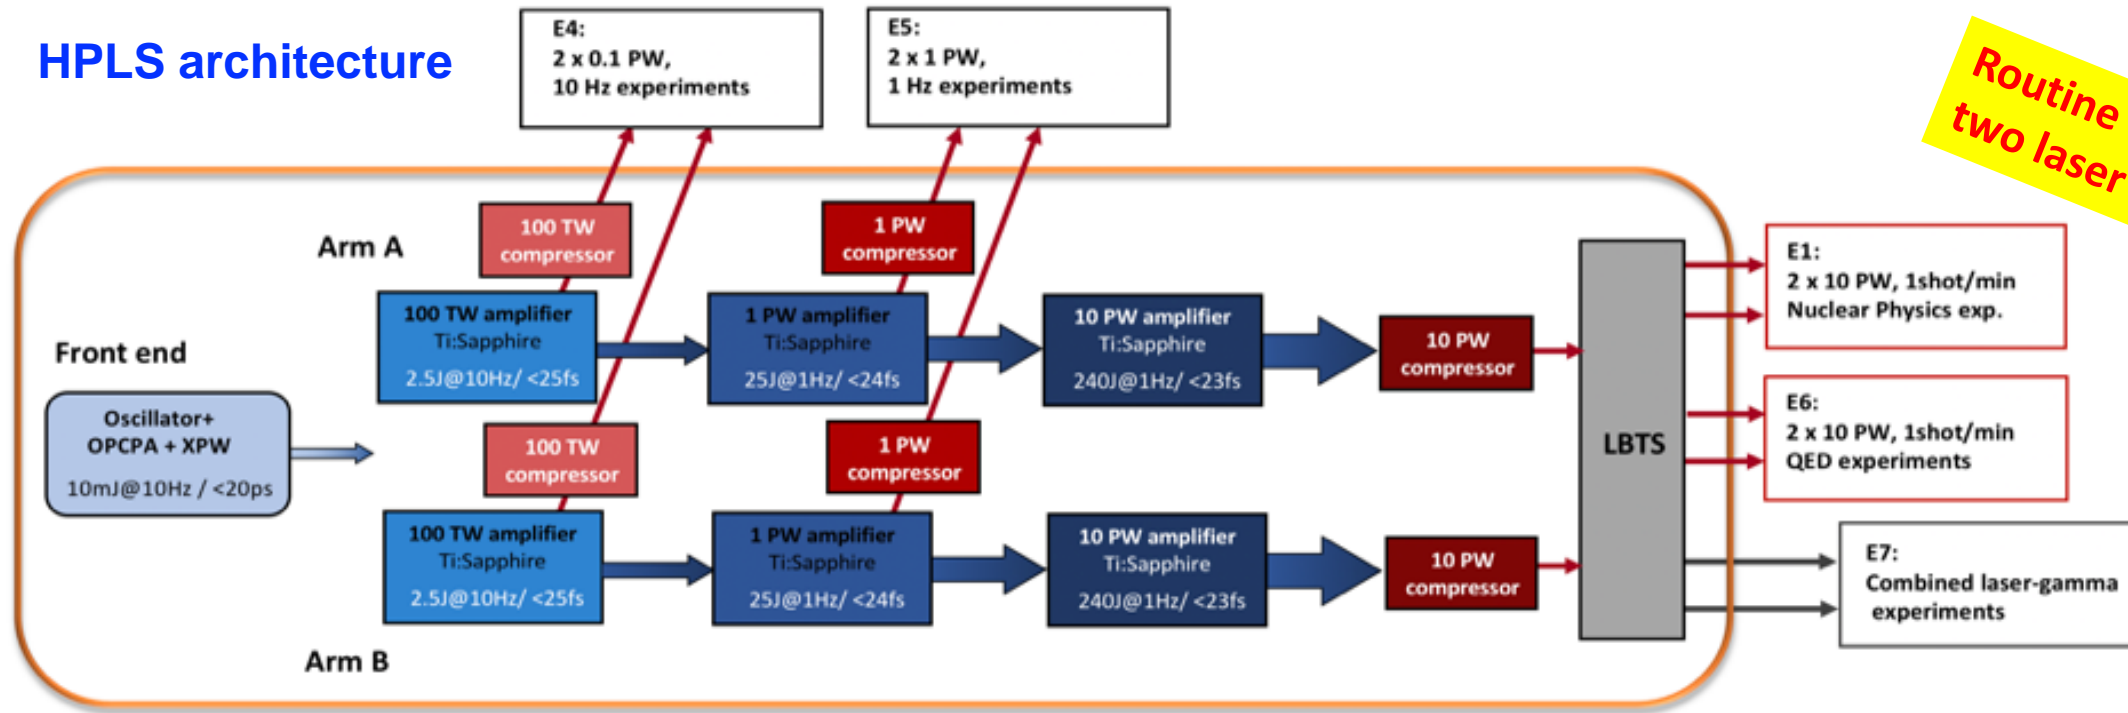 HPLS architecture
E4:
2 x 0.1 PW,
10 Hz experiments
E5:
2 x 1 PW,
1 Hz experiments
Routine
two laser
Arm A
100 TW
compressor
1 PW
compressor
100 TW amplifier
Ti:Sapphire
2.5J@10Hz/ <25fs
1 PW amplifier
Ti:Sapphire
25J@1Hz/ <24fs
10 PW amplifier
Ti:Sapphire
240J@1Hz/ <23fs
10 PW
compressor
Front end
Oscillator+
OPCPA + XPW
10mJ@10Hz / <20ps
100 TW
compressor
1 PW
compressor
100 TW amplifier
Ti:Sapphire
2.5J@10Hz/ <25fs
1 PW amplifier
Ti:Sapphire
25J@1Hz/ <24fs
10 PW amplifier
Ti:Sapphire
240J@1Hz/ <23fs
10 PW
compressor
Arm B
LBTS
E1:
2 x 10 PW, 1shot/min
Nuclear Physics exp.
E6:
2 x 10 PW, 1shot/min
QED experiments
E7:
Combined laser-gamma
experiments